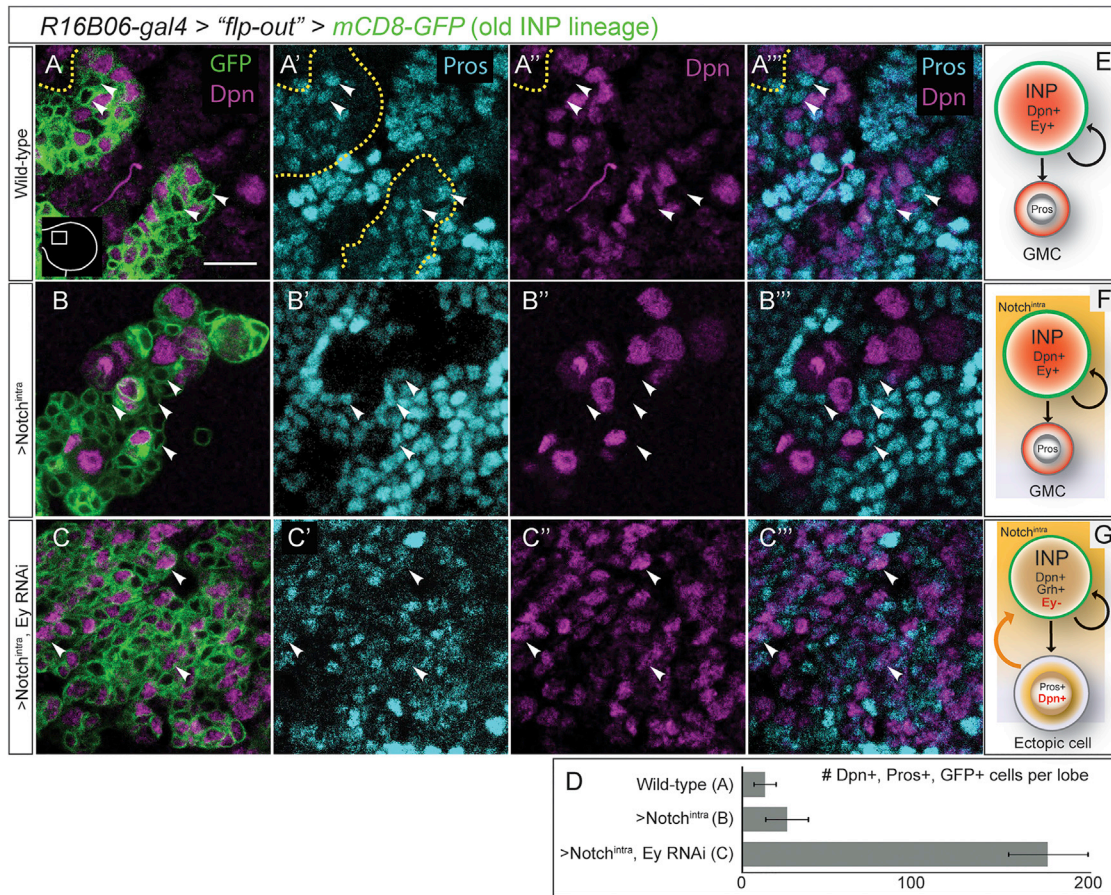 R16B06-gal4 > "flp-out" > mCD8-GFP (old INP lineage)
Wild-type
A
GFP
Dpn
A'
Pros
A''
Dpn
A'''
Pros
Dpn
E
INP
Dpn+
Ey+
Pros
GMC
>Notchintra
B
B'
B''
B'''
F
Notchintra
INP
Dpn+
Ey+
Pros
GMC
>Notchintra, Ey RNAi
C
C'
C''
C'''
G
Notchintra
INP
Dpn+
Grh+
Ey-
Pros+
Dpn+
Ectopic cell
D
# Dpn+, Pros+, GFP+ cells per lobe
Wild-type (A)
>Notchintra (B)
>Notchintra, Ey RNAi (C)
0
100
200